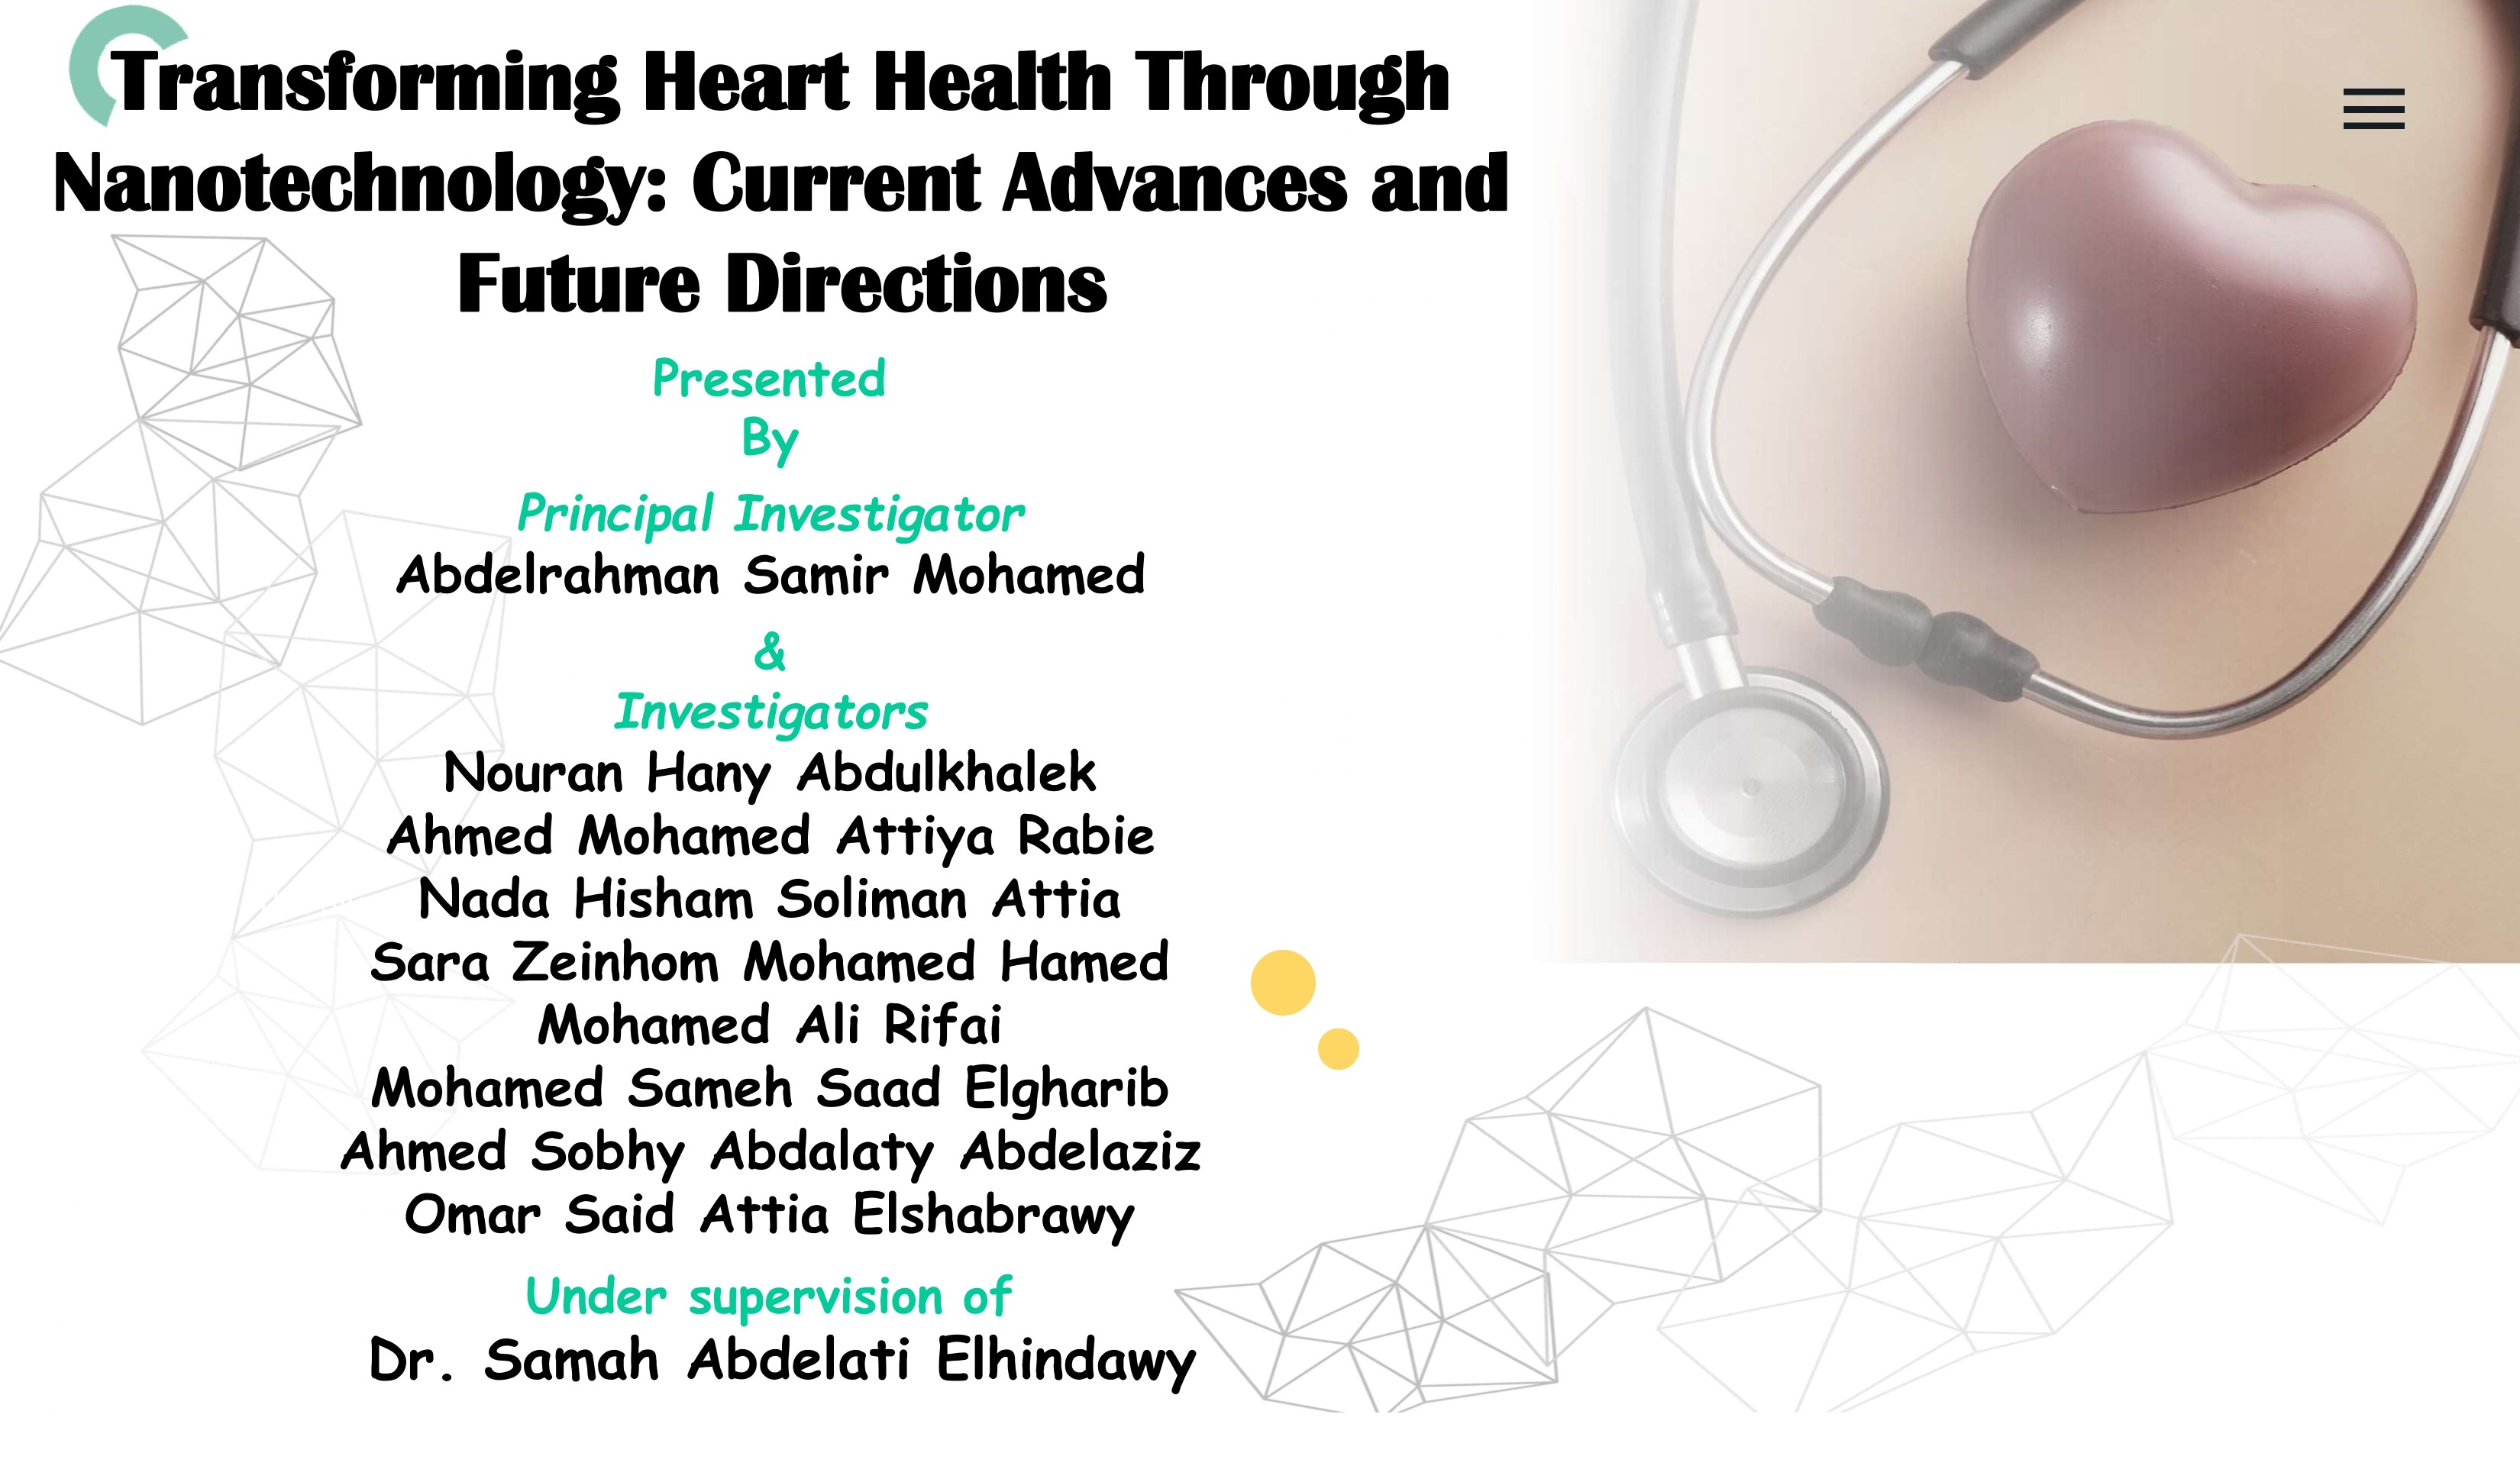 Transforming Heart Health Through
Nanotechnology: Current Advances and
Future Directions
Presented
By
Principal Investigator
Abdelrahman Samir Mohamed
&
Investigators
Nouran Hany Abdulkhalek
Ahmed Mohamed Attiya Rabie
Nada Hisham Soliman Attia
Sara Zeinhom Mohamed Hamed
Mohamed Ali Rifai
Mohamed Sameh Saad Elgharib
Ahmed Sobhy Abdalaty Abdelaziz
Omar Said Attia Elshabrawy
Under supervision of
Dr. Samah Abdelati Elhindawy